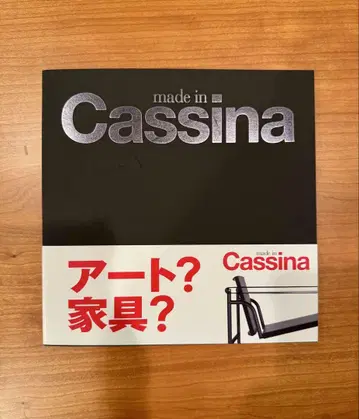 made in
Cassina
アート?
家具?
made in
Cassina